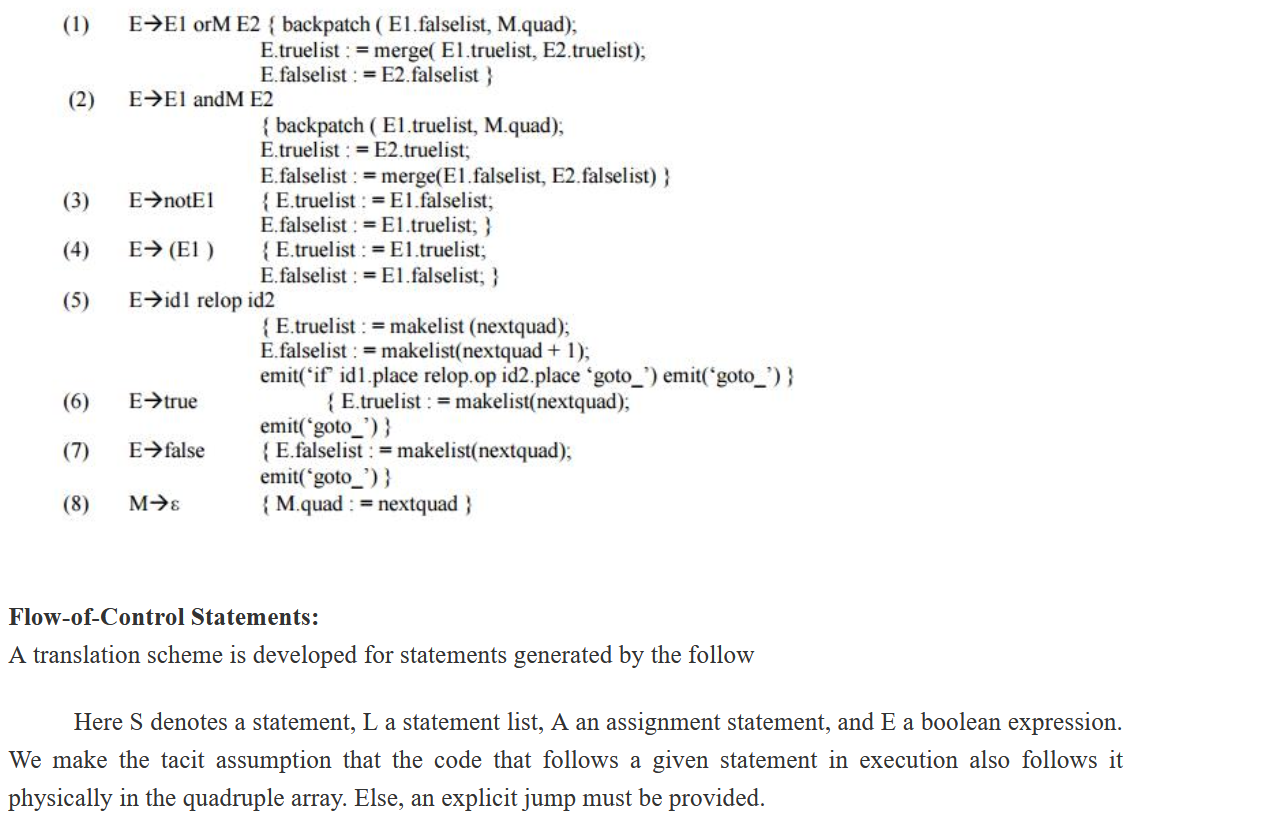 (1) E→E1 orM E2 { backpatch ( E1.falselist, M.quad);
E.truelist : = merge( E1.truelist, E2.truelist);
E.falselist : = E2.falselist }
(2) E→E1 andM E2
{ backpatch ( E1.truelist, M.quad);
E.truelist : = E2.truelist;
E.falselist : = merge(E1.falselist, E2.falselist) }
(3) E→notE1 { E.truelist : = E1.falselist;
E.falselist : = E1.truelist; }
(4) E→ (E1 ) { E.truelist : = E1.truelist;
E.falselist : = E1.falselist; }
(5) E→id1 relop id2
{ E.truelist : = makelist (nextquad);
E.falselist : = makelist(nextquad + 1);
emit(‘if’ id1.place relop.op id2.place ‘goto_’) emit(‘goto_’) }
(6) E→true { E.truelist : = makelist(nextquad);
emit(‘goto_’) }
(7) E→false { E.falselist : = makelist(nextquad);
emit(‘goto_’) }
(8) M→ε { M.quad : = nextquad }
Flow-of-Control Statements:
A translation scheme is developed for statements generated by the follow
Here S denotes a statement, L a statement list, A an assignment statement, and E a boolean expression.
We make the tacit assumption that the code that follows a given statement in execution also follows it
physically in the quadruple array. Else, an explicit jump must be provided.